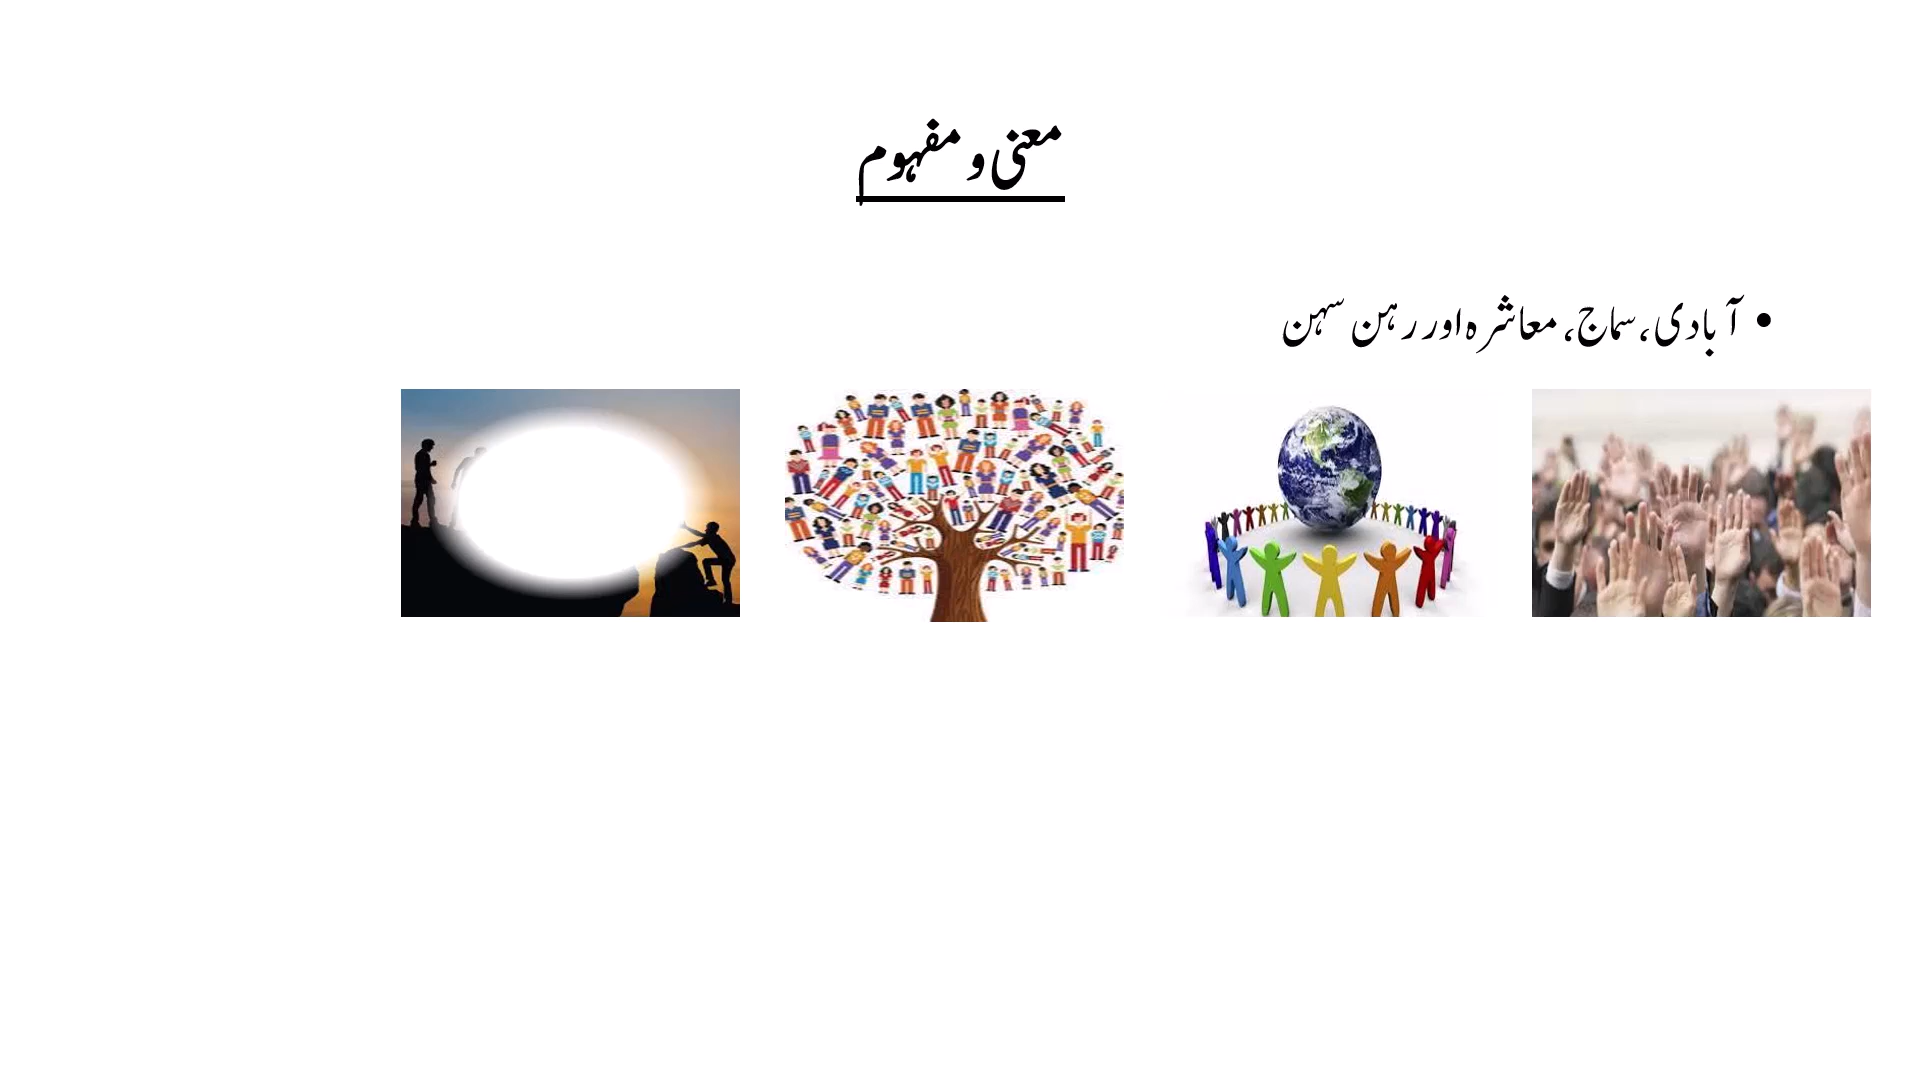 معنی و مفہوم
• آبادی، سماج، معاشرہ اور رہن سہن